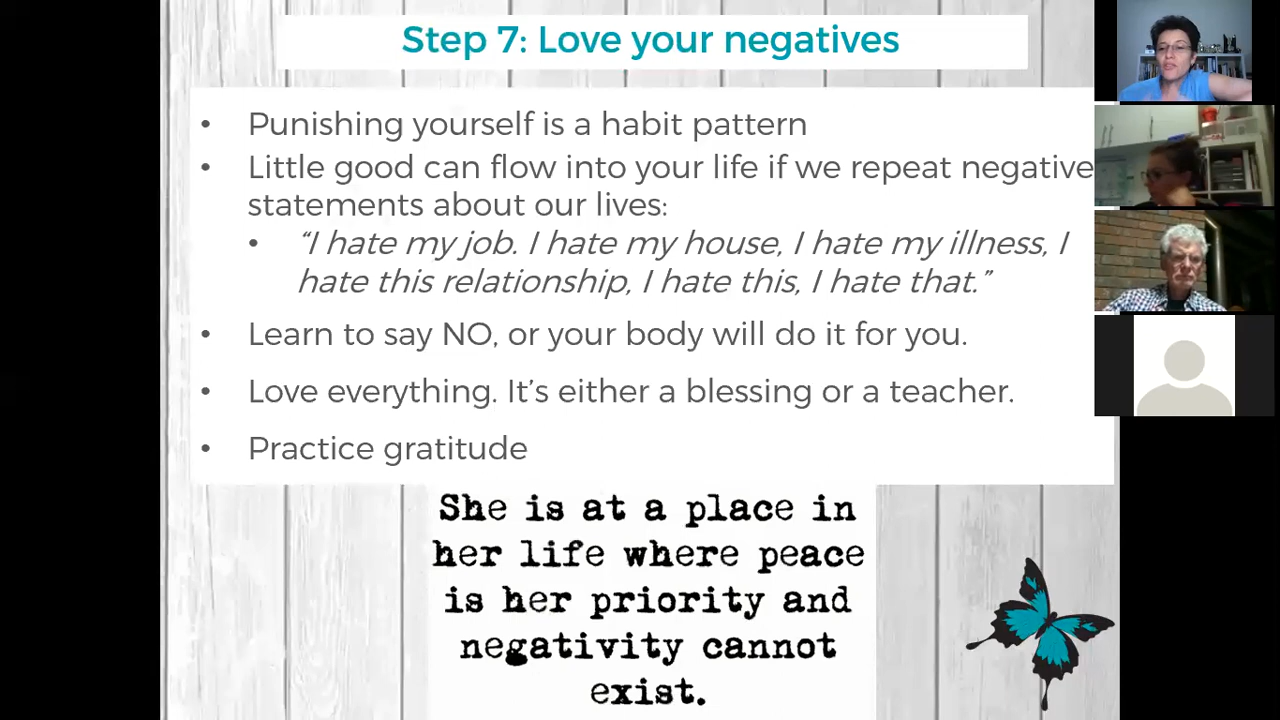 Step 7: Love your negatives
• Punishing yourself is a habit pattern
• Little good can flow into your life if we repeat negative
statements about our lives:
• “I hate my job. I hate my house, I hate my illness, I
hate this relationship, I hate this, I hate that.”
• Learn to say NO, or your body will do it for you.
• Love everything. It’s either a blessing or a teacher.
• Practice gratitude
She is at a place in
her life where peace
is her priority and
negativity cannot
exist.